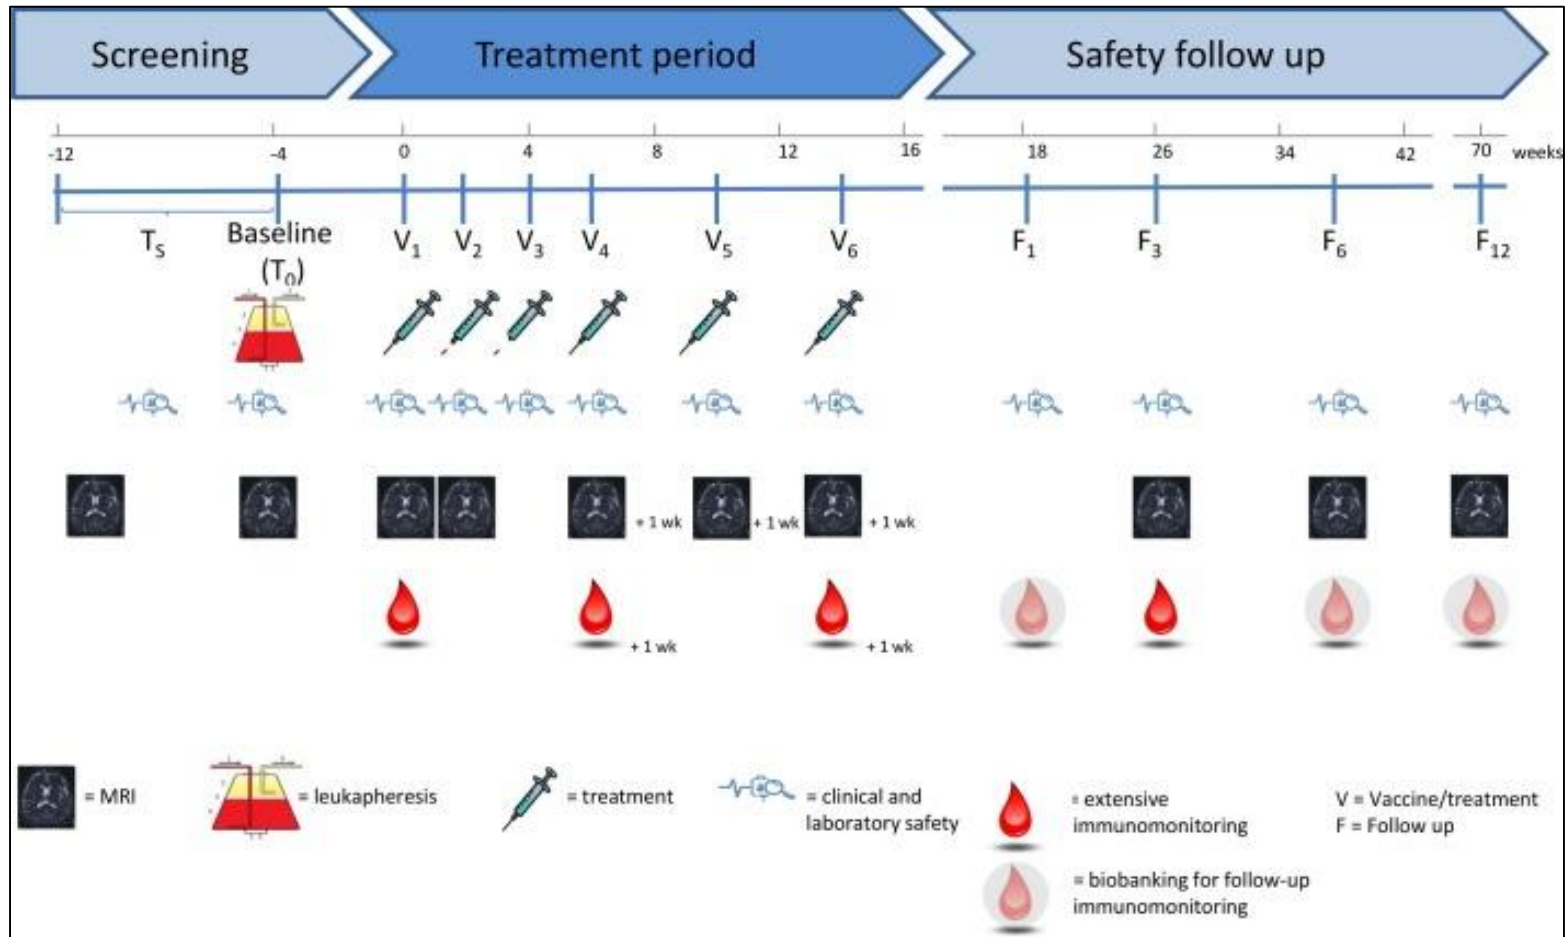 Screening Treatment period Safety follow up
-12 -4 0 4 8 12 16 18 26 34 42 70 weeks
T_S Baseline V1 V2 V3 V4 V5 V6 F1 F3 F6 F12
(T0)
+ 1 wk + 1 wk + 1 wk
+ 1 wk + 1 wk
= MRI = leukapheresis = treatment = clinical and
laboratory safety
= extensive
immunomonitoring
V = Vaccine/treatment
F = Follow up
= biobanking for follow-up
immunomonitoring